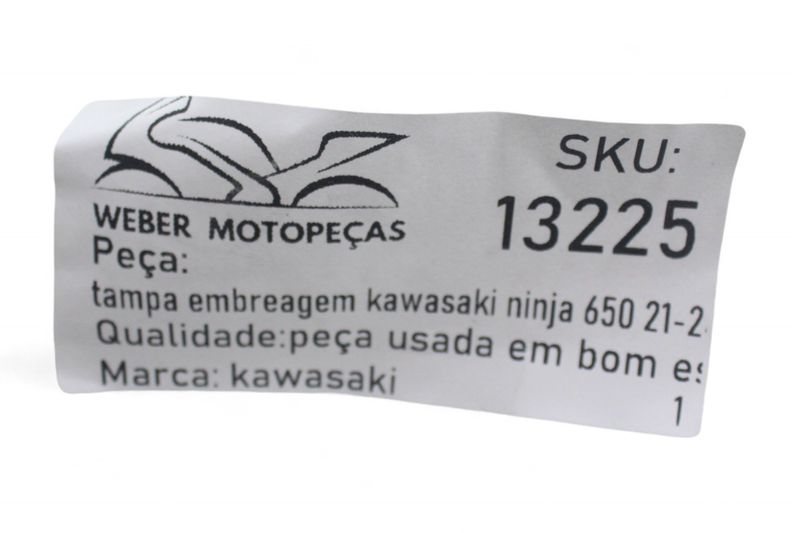 WEBER MOTOPEÇAS
SKU:
13225
Peça:
tampa embreagem kawasaki ninja 650 21-2
Qualidade:peça usada em bom es
Marca: kawasaki
1